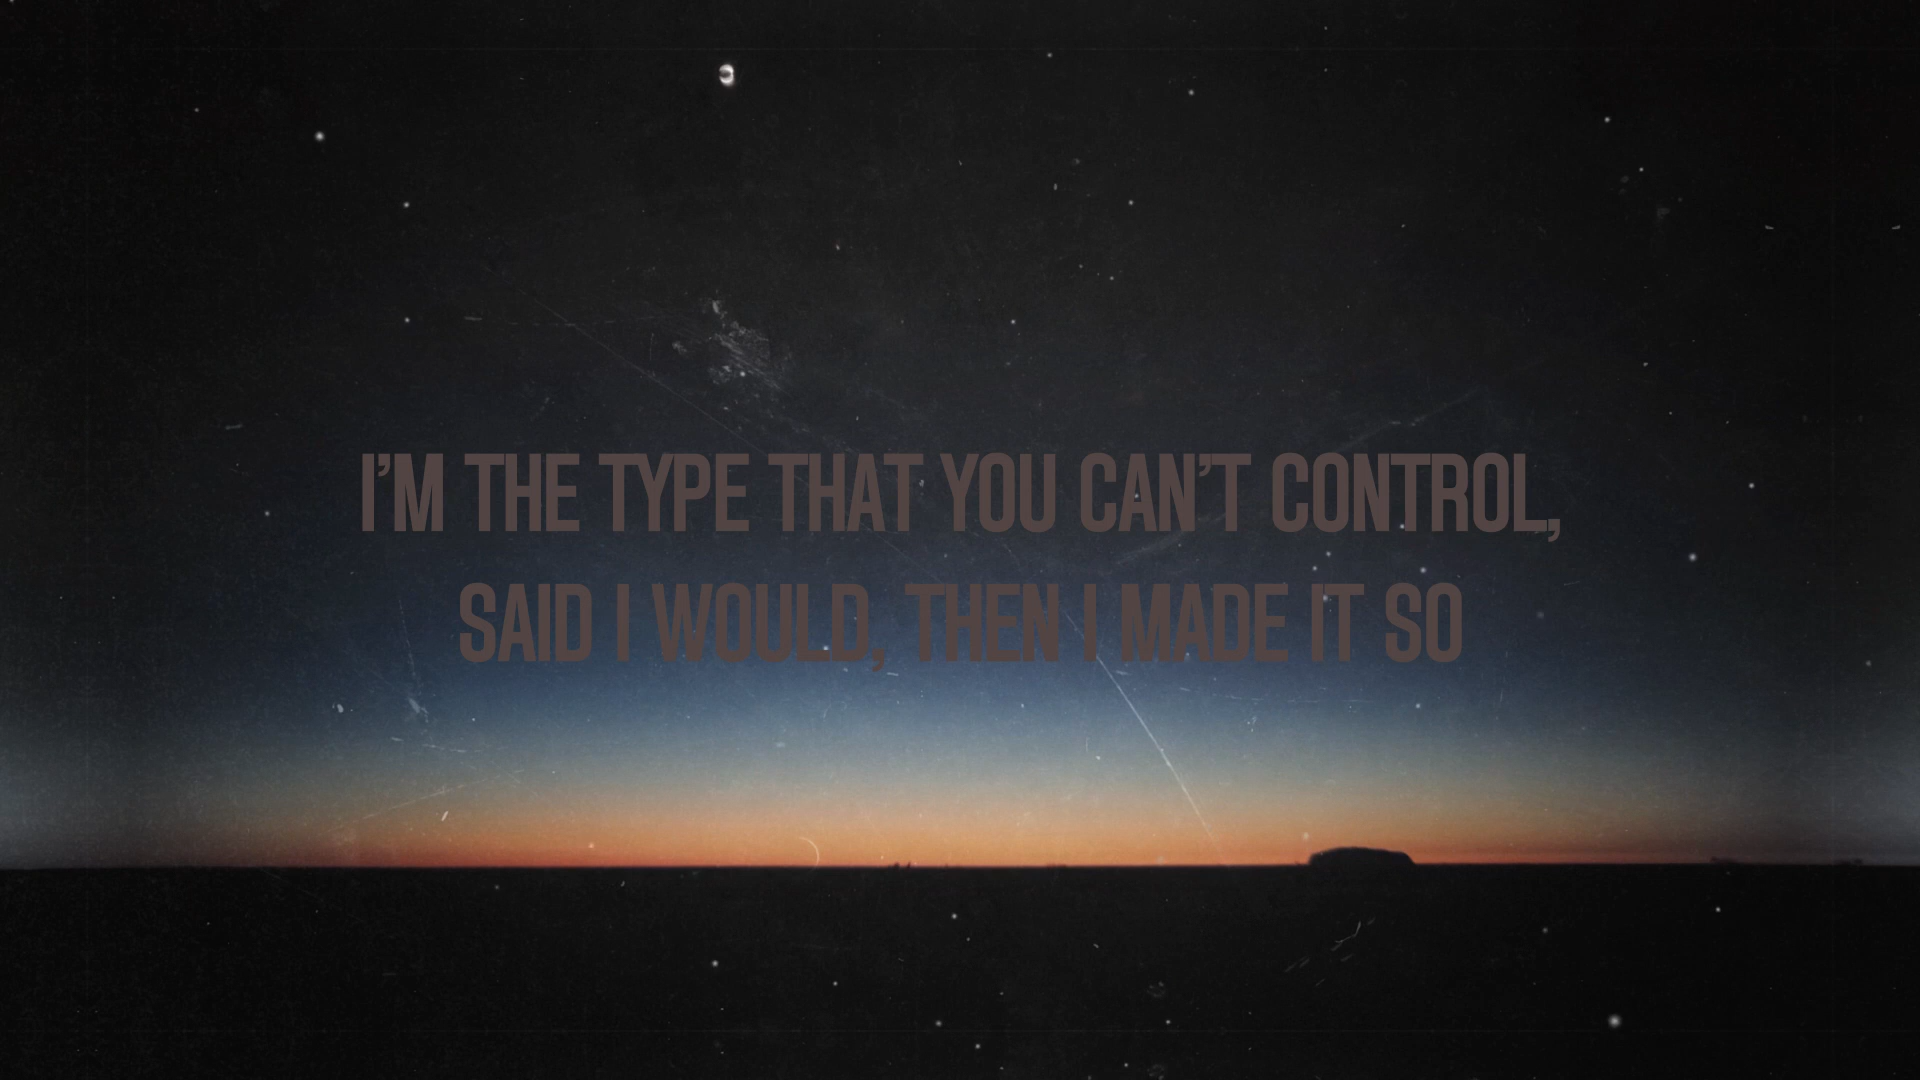 I’M THE TYPE THAT YOU CAN’T CONTROL,
SAID I WOULD, THEN I MADE IT SO